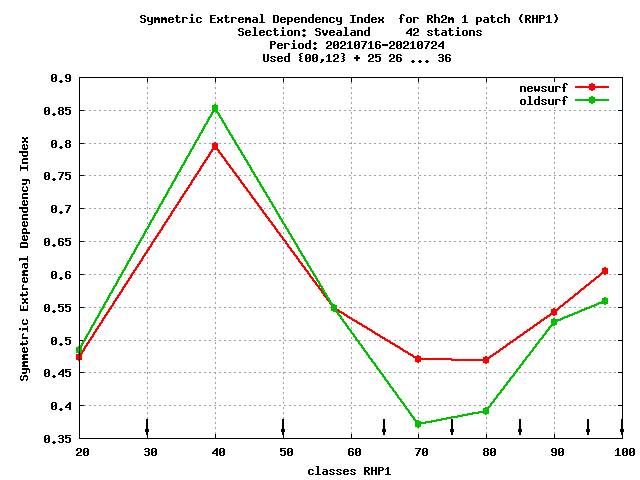 Symmetric Extremal Dependency Index  for Rh2m 1 patch (RHP1)
Selection: Svealand     42 stations
Period: 20210716-20210724
Used {00,12} + 25 26 ... 36
newsurf
oldsurf
Symmetric Extremal Dependency Index
0.9
0.85
0.8
0.75
0.7
0.65
0.6
0.55
0.5
0.45
0.4
0.35
20 30 40 50 60 70 80 90 100
classes RHP1